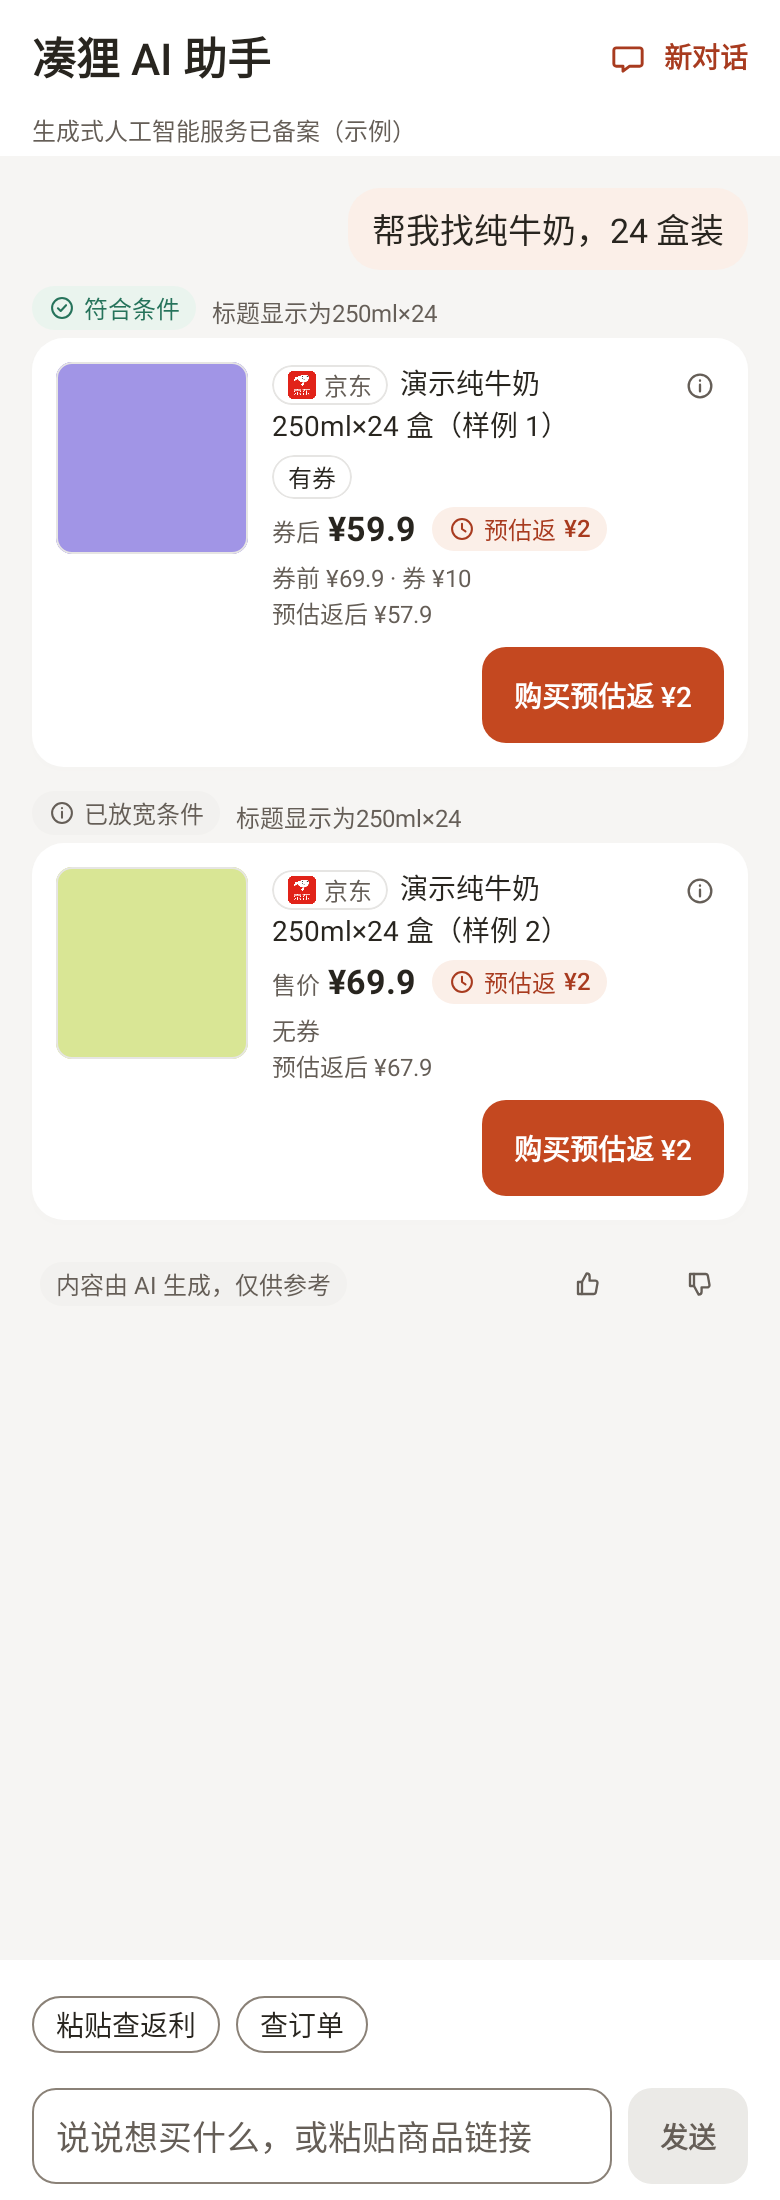 凑狸 AI 助手
新对话
生成式人工智能服务已备案（示例）
帮我找纯牛奶，24 盒装
符合条件 标题显示为250ml×24
京东 京东 演示纯牛奶
250ml×24 盒（样例 1）
有券
券后 ¥59.9 预估返 ¥2
券前 ¥69.9 · 券 ¥10
预估返后 ¥57.9
购买预估返 ¥2
已放宽条件 标题显示为250ml×24
京东 京东 演示纯牛奶
250ml×24 盒（样例 2）
售价 ¥69.9 预估返 ¥2
无券
预估返后 ¥67.9
购买预估返 ¥2
内容由 AI 生成，仅供参考
粘贴查返利 查订单
说说想买什么，或粘贴商品链接 发送